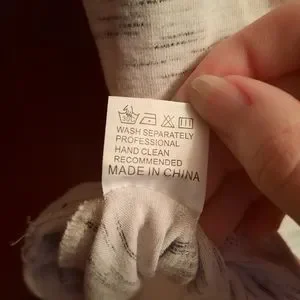 WASH SEPARATELY
PROFESSIONAL
HAND CLEAN
RECOMMENDED
MADE IN CHINA